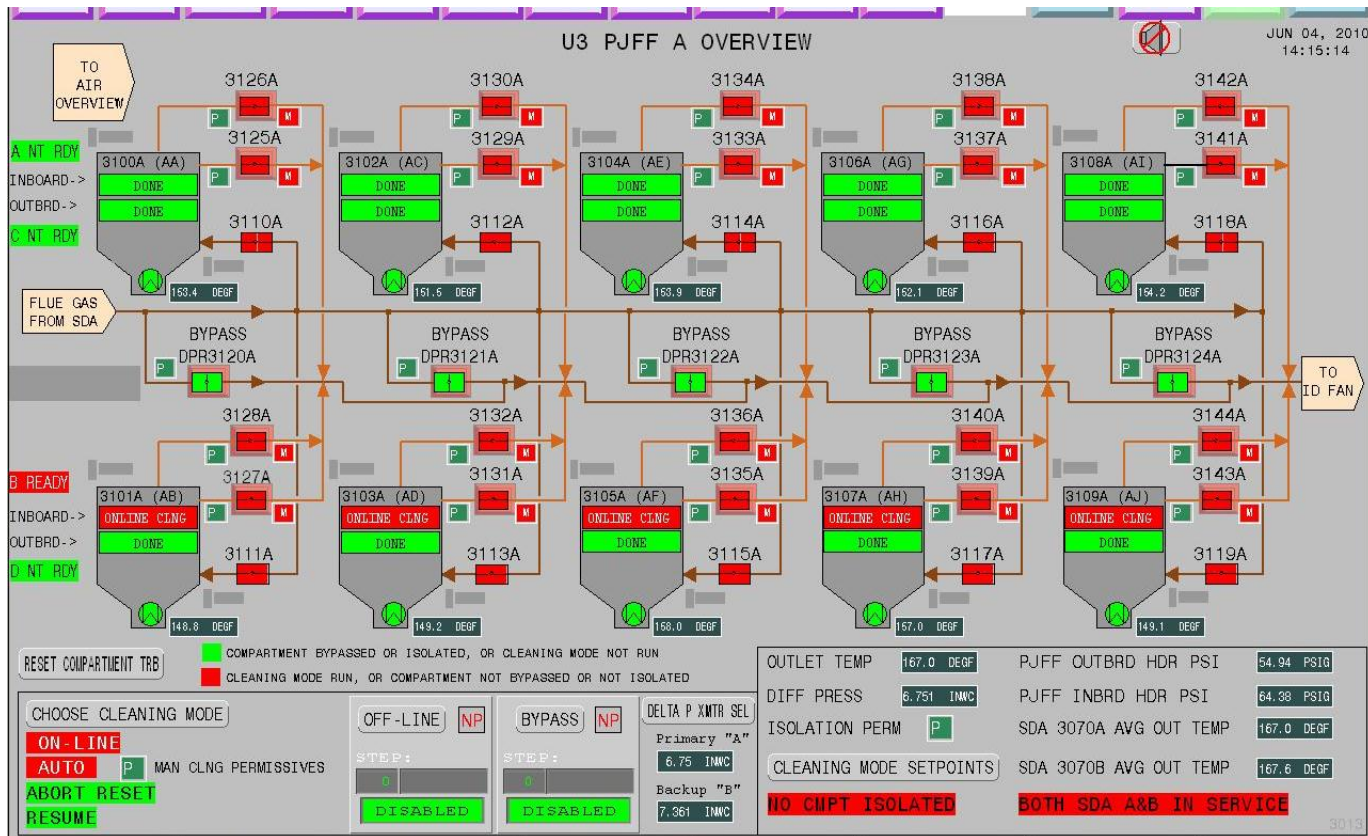 U3 PJFF A OVERVIEW
JUN 04, 2010
14:15:14
TO
AIR
OVERVIEW
3126A
3130A
3134A
3138A
3142A
P M
P M
P M
P M
P M
3125A
3129A
3133A
3137A
3141A
P M
P M
P M
P M
P M
A NT RDY
INBOARD->
OUTBRD->
C NT RDY
3100A (AA)
DONE
DONE
3102A (AC)
DONE
DONE
3104A (AE)
DONE
DONE
3106A (AG)
DONE
DONE
3108A (AI)
DONE
DONE
3110A
3112A
3114A
3116A
3118A
153.4 DEGF
151.5 DEGF
153.9 DEGF
152.1 DEGF
154.2 DEGF
FLUE GAS
FROM SDA
BYPASS
DPR3120A
P
BYPASS
DPR3121A
P
BYPASS
DPR3122A
P
BYPASS
DPR3123A
P
BYPASS
DPR3124A
P
TO
ID FAN
3128A
3132A
3136A
3140A
3144A
P M
P M
P M
P M
P M
3127A
3131A
3135A
3139A
3143A
P M
P M
P M
P M
P M
B READY
INBOARD->
OUTBRD->
D NT RDY
3101A (AB)
ONLINE CLNG
DONE
3103A (AD)
ONLINE CLNG
DONE
3105A (AF)
ONLINE CLNG
DONE
3107A (AH)
ONLINE CLNG
DONE
3109A (AJ)
ONLINE CLNG
DONE
3111A
3113A
3115A
3117A
3119A
148.8 DEGF
149.2 DEGF
158.0 DEGF
157.0 DEGF
149.1 DEGF
RESET COMPARTMENT TRB
COMPARTMENT BYPASSED OR ISOLATED, OR CLEANING MODE NOT RUN
CLEANING MODE RUN, OR COMPARTMENT NOT BYPASSED OR NOT ISOLATED
CHOOSE CLEANING MODE
ON-LINE
AUTO
P MAN CLNG PERMISSIVES
ABORT RESET
RESUME
OFF-LINE NP
STEP:
0
DISABLED
BYPASS NP
STEP:
0
DISABLED
DELTA P XMTR SEL
Primary "A"
6.75 INWC
Backup "B"
7.361 INWC
OUTLET TEMP 167.0 DEGF
DIFF PRESS 6.751 INWC
ISOLATION PERM P
CLEANING MODE SETPOINTS
NO CMPT ISOLATED
PJFF OUTBRD HDR PSI 54.94 PSIG
PJFF INBRD HDR PSI 64.38 PSIG
SDA 3070A AVG OUT TEMP 167.0 DEGF
SDA 3070B AVG OUT TEMP 167.6 DEGF
BOTH SDA A&B IN SERVICE
3013